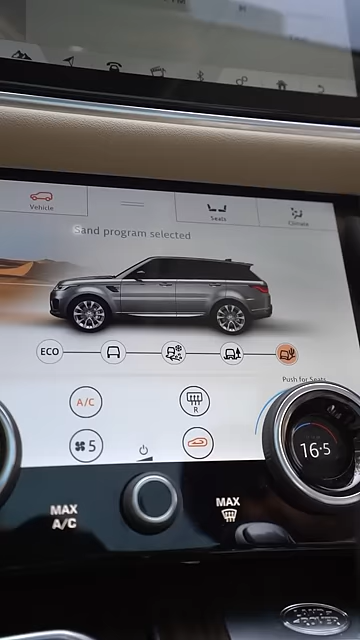 Vehicle
Seats
Climate
Sand program selected
ECO
Push for Seats
A/C
R
5
16·5
MAX
A/C
MAX
LAND
ROVER